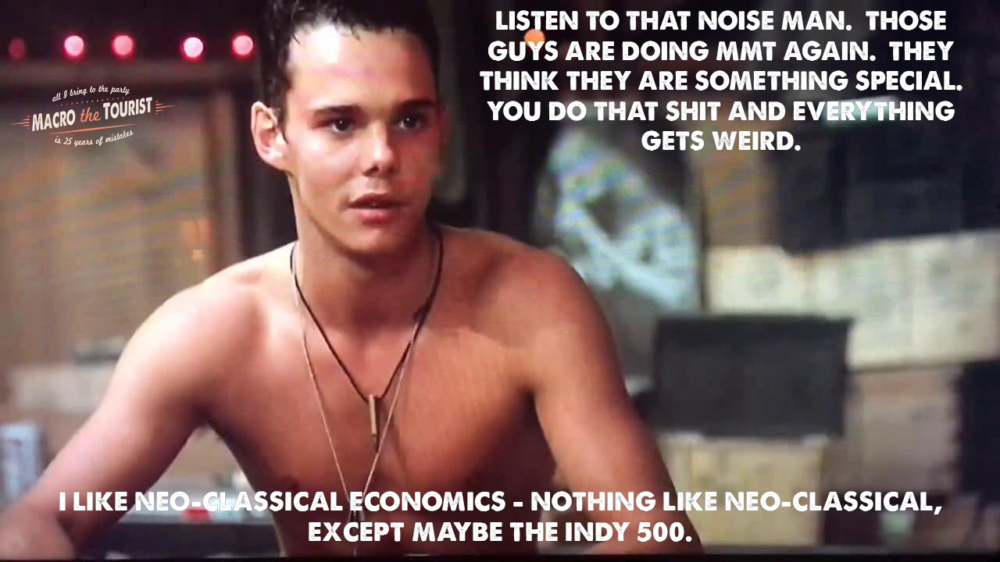 LISTEN TO THAT NOISE MAN.  THOSE
GUYS ARE DOING MMT AGAIN.  THEY
THINK THEY ARE SOMETHING SPECIAL.
YOU DO THAT SHIT AND EVERYTHING
GETS WEIRD.
all I bring to the party
MACRO the TOURIST
is 25 years of mistakes
I LIKE NEO-CLASSICAL ECONOMICS - NOTHING LIKE NEO-CLASSICAL,
EXCEPT MAYBE THE INDY 500.